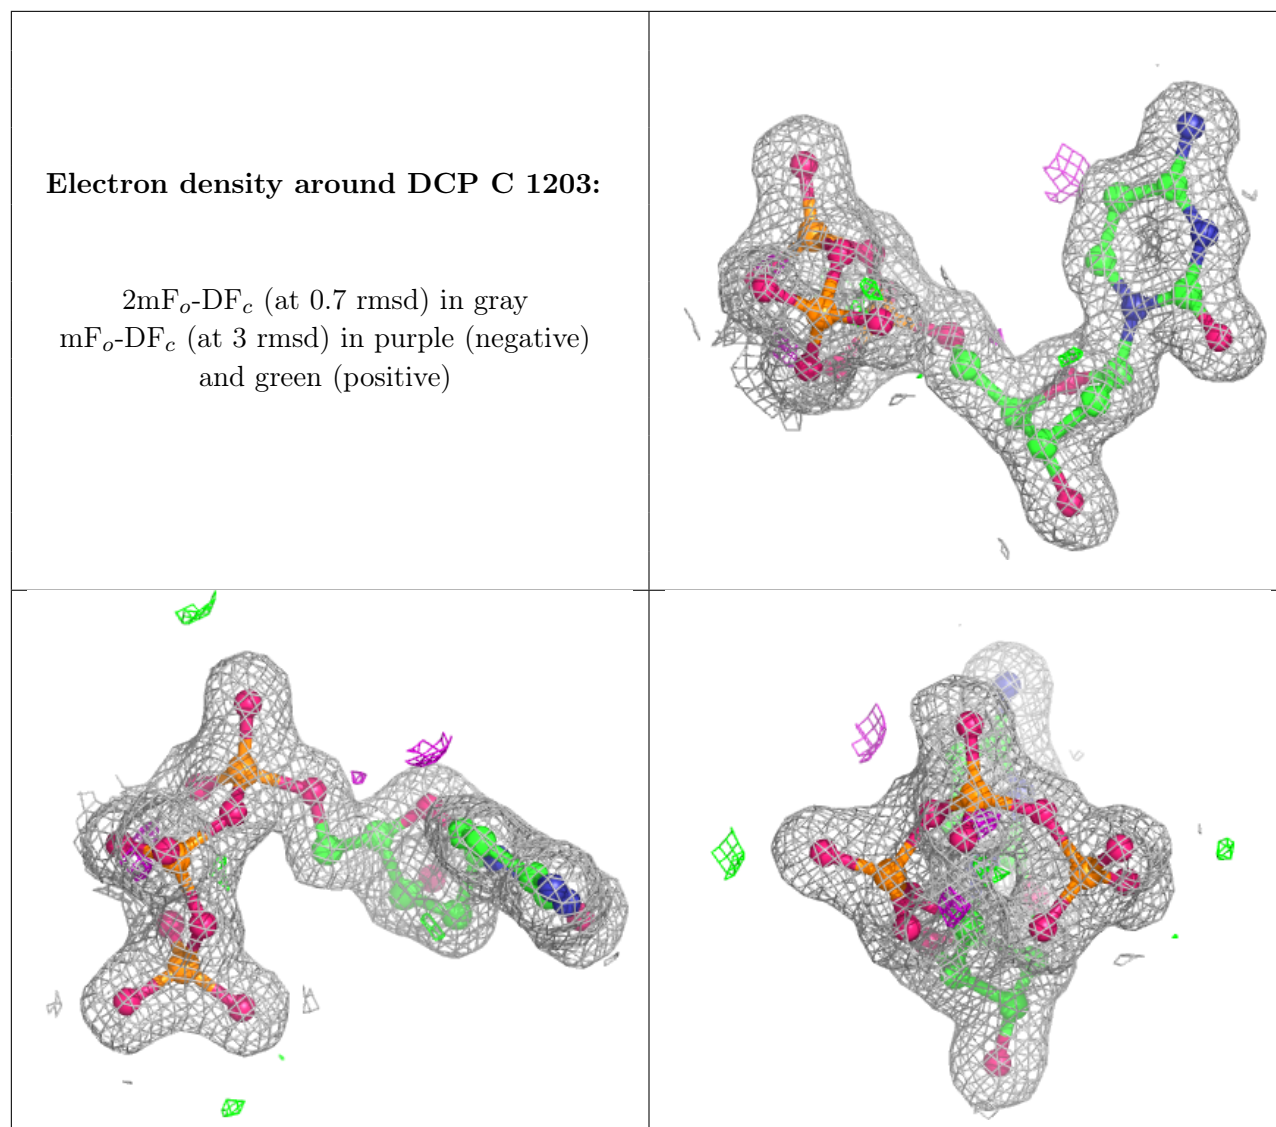 Electron density around DCP C 1203:
2mFo-DFc (at 0.7 rmsd) in gray
mFo-DFc (at 3 rmsd) in purple (negative)
and green (positive)